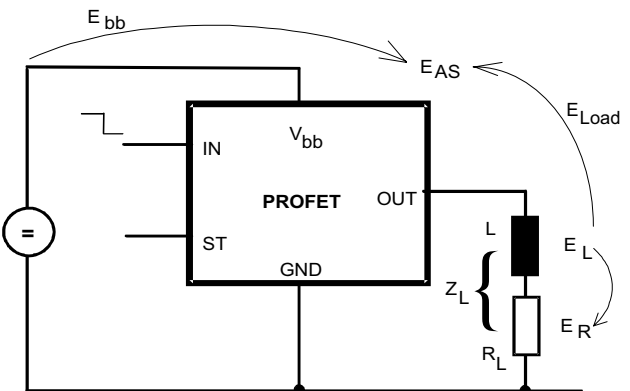 E bb
E AS
E Load
V bb
IN
PROFET
OUT
ST
GND
=
L
E L
Z L {
E R
R L